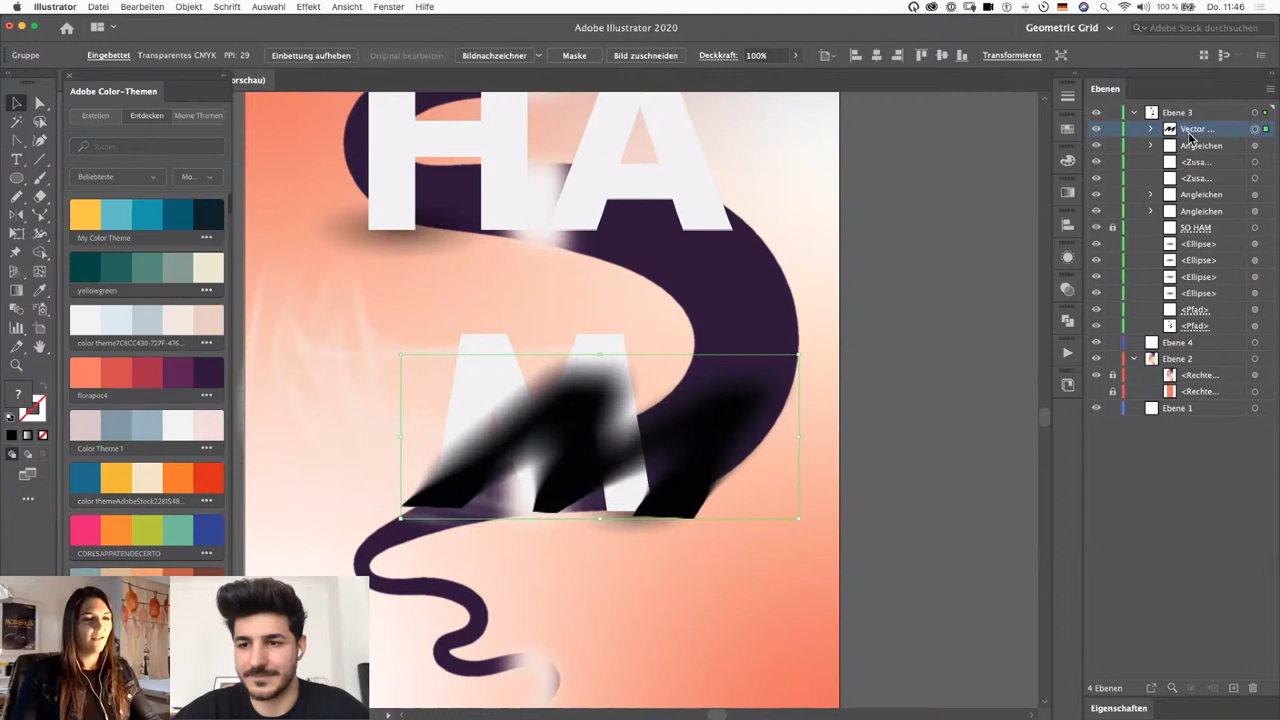 Illustrator Datei Bearbeiten Objekt Schrift Auswahl Effekt Ansicht Fenster Hilfe 100 % Do. 11:46
Adobe Illustrator 2020 Geometric Grid Adobe Stock durchsuchen
Gruppe Eingebettet Transparentes CMYK PPI: 29 Einbettung aufheben Original bearbeiten Bildnachzeichner Maske Bild zuschneiden Deckkraft: 100% Transformieren
orschau)
Adobe Color-Themen
Erstellen Entdecken Meine Themen
Suchen
Beliebteste Mo...
My Color Theme
yellowgreen
color theme7C6CC430-727F-476...
florapoc4
Color Theme 1
color themeAdobeStock2281548...
CORESAPPATENDECERTO
HA
M
Ebenen
Ebene 3
Vector ...
Angleichen
<Zusa...
<Zusa...
Angleichen
Angleichen
SO HAM
<Ellipse>
<Ellipse>
<Ellipse>
<Ellipse>
<Pfad>
<Pfad>
Ebene 4
Ebene 2
<Rechte...
<Rechte...
Ebene 1
4 Ebenen
Eigenschaften